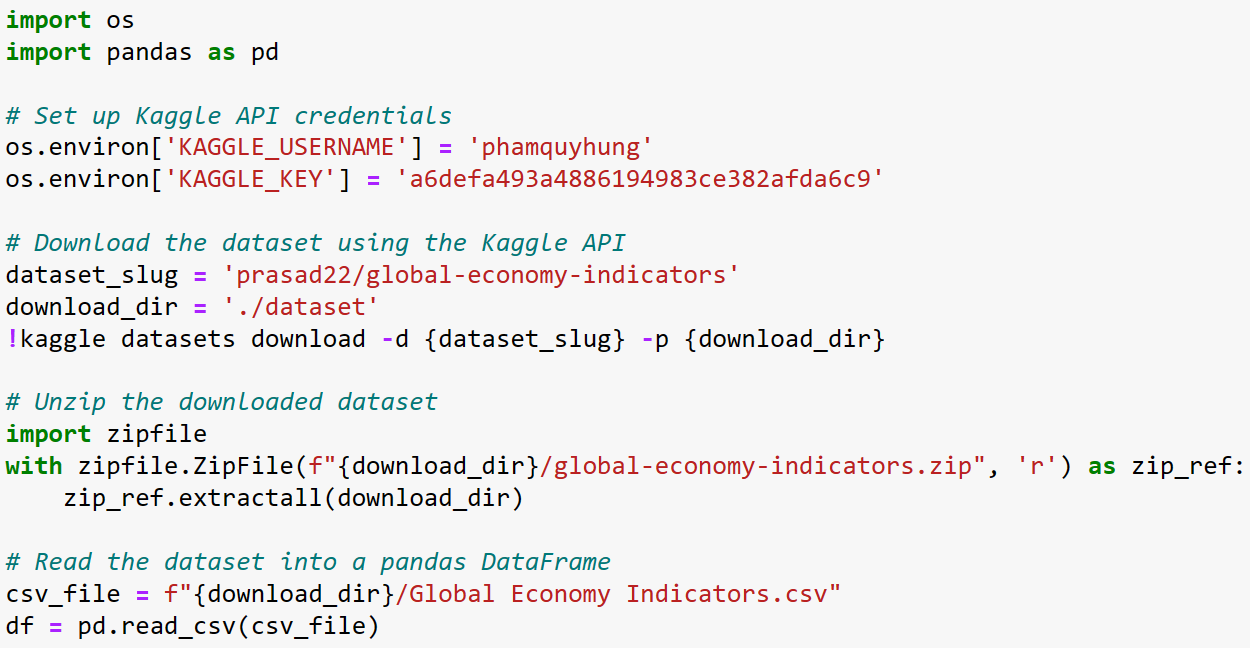 import os
import pandas as pd

# Set up Kaggle API credentials
os.environ['KAGGLE_USERNAME'] = 'phamquyhung'
os.environ['KAGGLE_KEY'] = 'a6defa493a4886194983ce382afda6c9'

# Download the dataset using the Kaggle API
dataset_slug = 'prasad22/global-economy-indicators'
download_dir = './dataset'
!kaggle datasets download -d {dataset_slug} -p {download_dir}

# Unzip the downloaded dataset
import zipfile
with zipfile.ZipFile(f"{download_dir}/global-economy-indicators.zip", 'r') as zip_ref:
    zip_ref.extractall(download_dir)

# Read the dataset into a pandas DataFrame
csv_file = f"{download_dir}/Global Economy Indicators.csv"
df = pd.read_csv(csv_file)